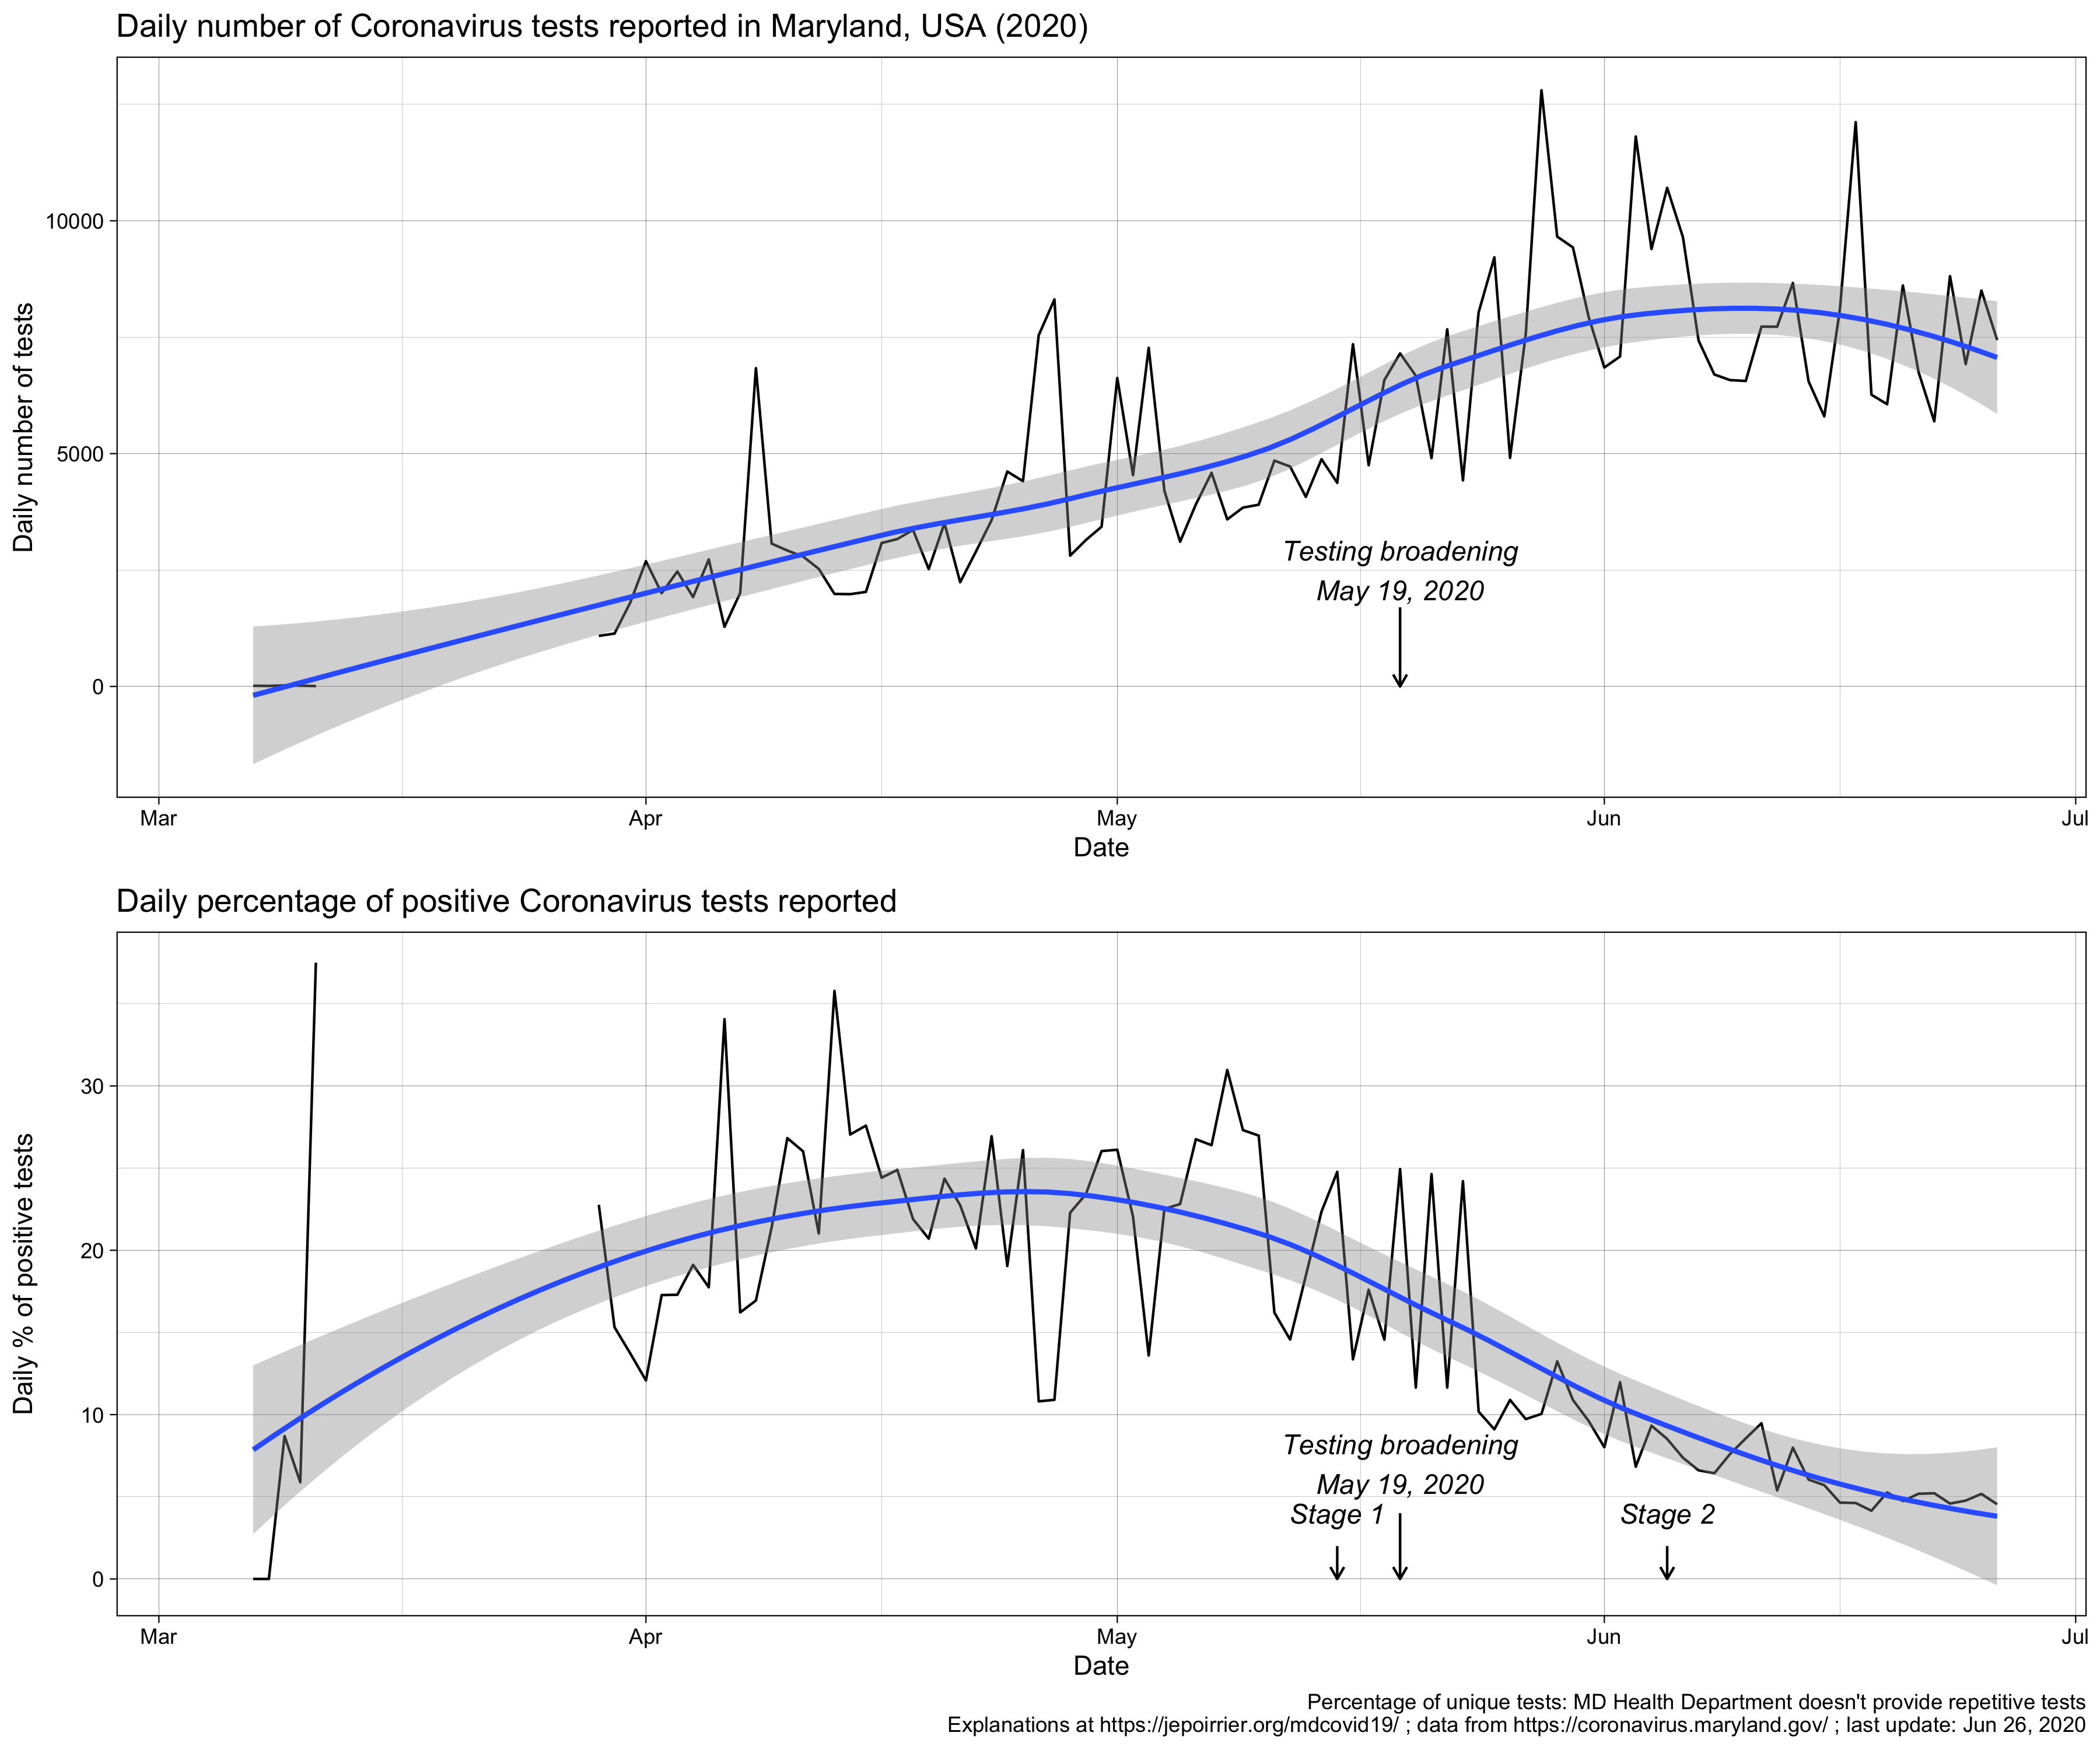 Daily number of Coronavirus tests reported in Maryland, USA (2020)
Daily number of tests
10000
5000
0
Testing broadening
May 19, 2020
Mar
Apr
May
Jun
Jul
Date
Daily percentage of positive Coronavirus tests reported
Daily % of positive tests
30
20
10
0
Testing broadening
May 19, 2020
Stage 1
Stage 2
Mar
Apr
May
Jun
Jul
Date
Percentage of unique tests: MD Health Department doesn't provide repetitive tests
Explanations at https://jepoirrier.org/mdcovid19/ ; data from https://coronavirus.maryland.gov/ ; last update: Jun 26, 2020